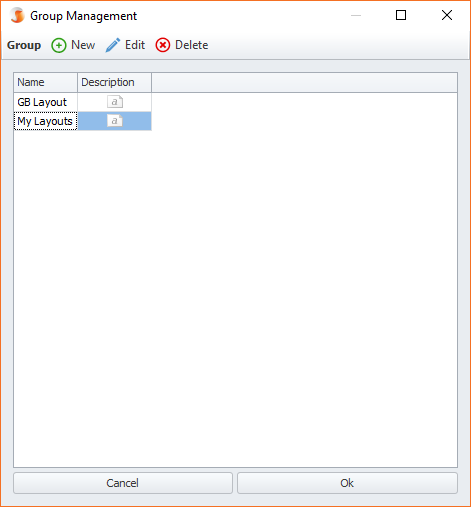 Group Management
Group New Edit Delete
Name Description
GB Layout a
My Layouts a
Cancel Ok